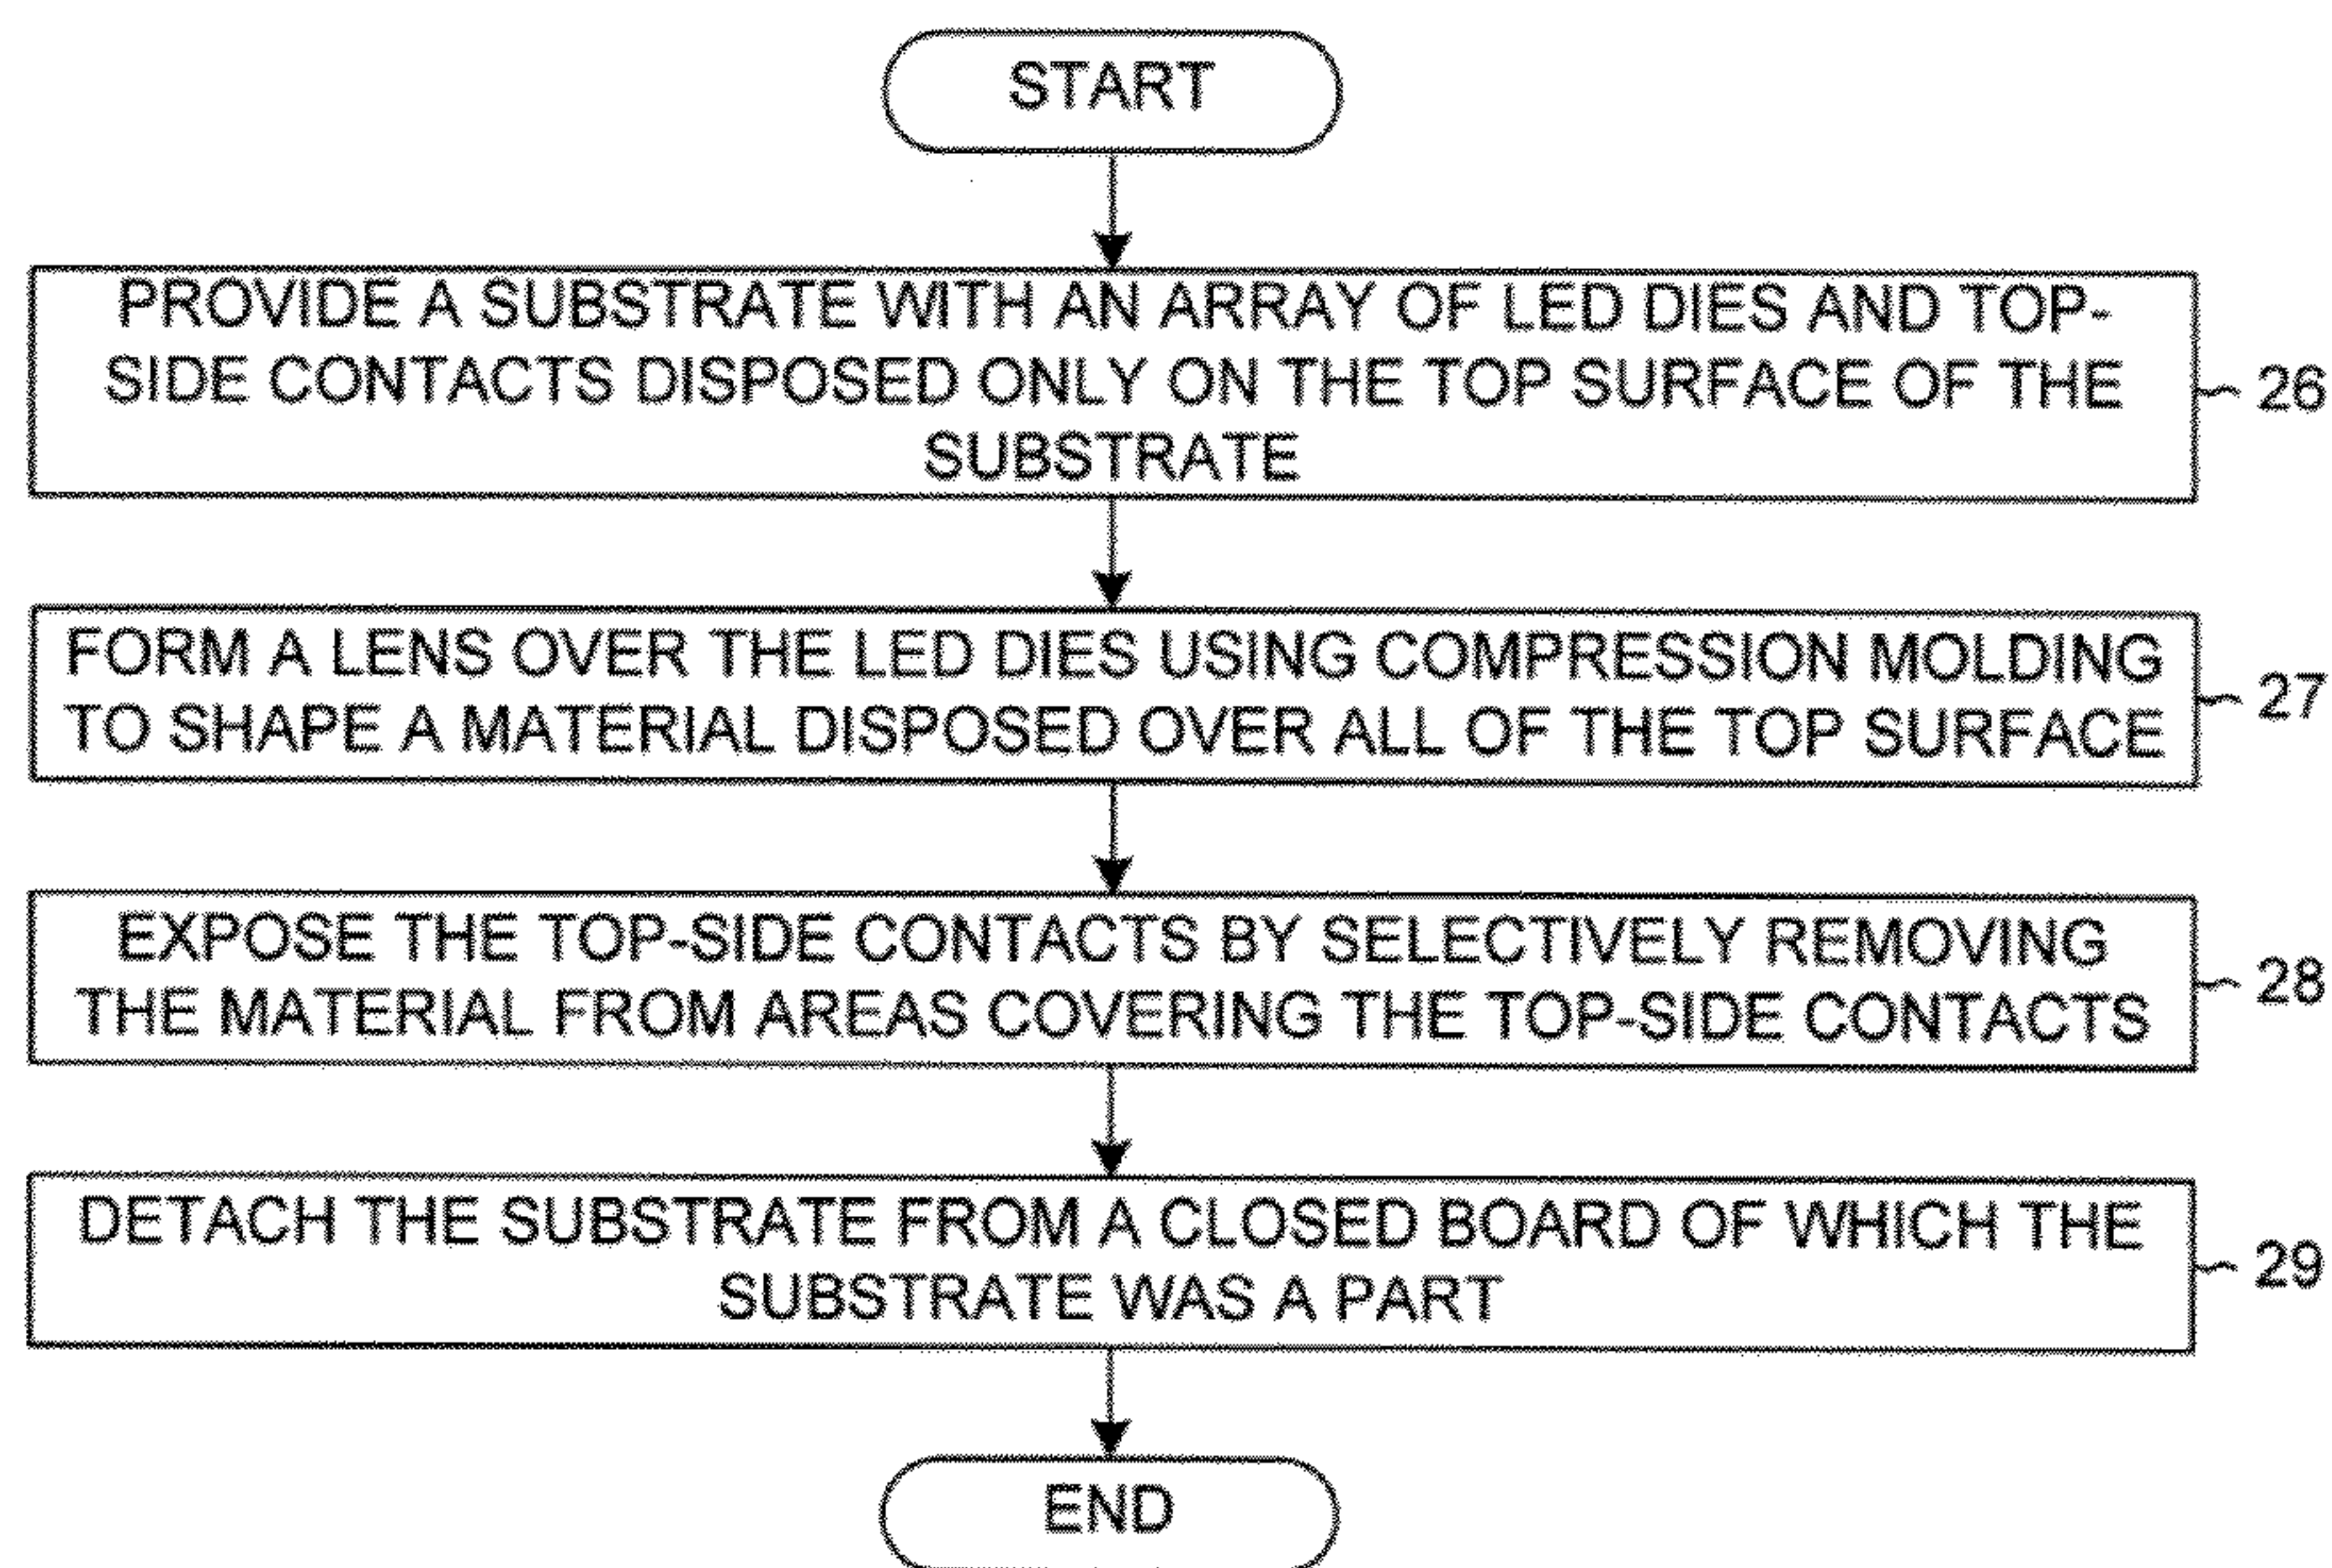 START
PROVIDE A SUBSTRATE WITH AN ARRAY OF LED DIES AND TOP-
SIDE CONTACTS DISPOSED ONLY ON THE TOP SURFACE OF THE
SUBSTRATE
26
FORM A LENS OVER THE LED DIES USING COMPRESSION MOLDING
TO SHAPE A MATERIAL DISPOSED OVER ALL OF THE TOP SURFACE
27
EXPOSE THE TOP-SIDE CONTACTS BY SELECTIVELY REMOVING
THE MATERIAL FROM AREAS COVERING THE TOP-SIDE CONTACTS
28
DETACH THE SUBSTRATE FROM A CLOSED BOARD OF WHICH THE
SUBSTRATE WAS A PART
29
END